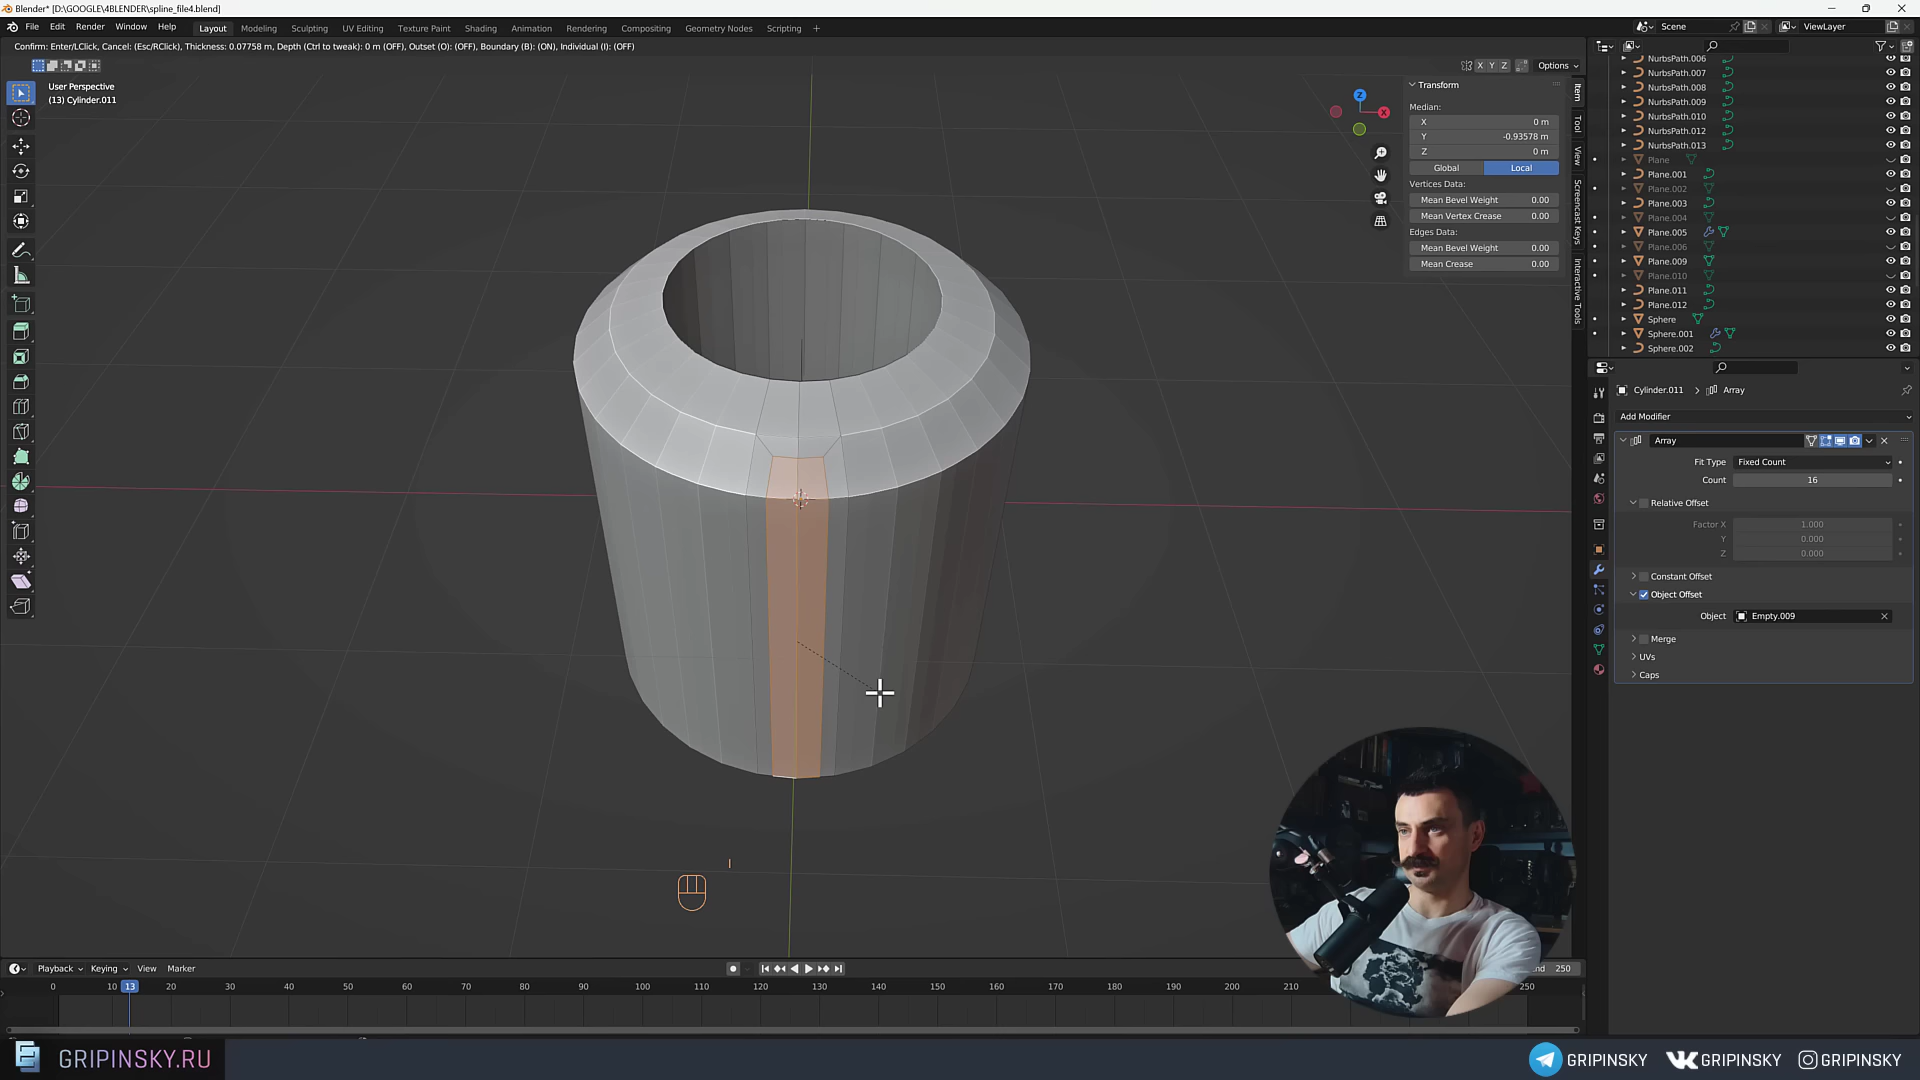 Blender* [D:\GOOGLE\4BLENDER\spline_file4.blend]
File Edit Render Window Help Layout Modeling Sculpting UV Editing Texture Paint Shading Animation Rendering Compositing Geometry Nodes Scripting + Scene ViewLayer
Confirm: Enter/LClick, Cancel: (Esc/RClick), Thickness: 0.07758 m, Depth (Ctrl to tweak): 0 m (OFF), Outset (O): (OFF), Boundary (B): (ON), Individual (I): (OFF)
X Y Z Options
User Perspective
(13) Cylinder.011
Z
X
Transform
Median:
X 0 m
Y -0.93578 m
Z 0 m
Global Local
Vertices Data:
Mean Bevel Weight 0.00
Mean Vertex Crease 0.00
Edges Data:
Mean Bevel Weight 0.00
Mean Crease 0.00
Item
Tool
View
Screencast Keys
Interactive Tools
NurbsPath.006
NurbsPath.007
NurbsPath.008
NurbsPath.009
NurbsPath.010
NurbsPath.012
NurbsPath.013
Plane
Plane.001
Plane.002
Plane.003
Plane.004
Plane.005
Plane.006
Plane.009
Plane.010
Plane.011
Plane.012
Sphere
Sphere.001
Sphere.002
Cylinder.011 > Array
Add Modifier
Array
Fit Type Fixed Count
Count 16
Relative Offset
Factor X 1.000
Y 0.000
Z 0.000
Constant Offset
Object Offset
Object Empty.009
Merge
UVs
Caps
I
Playback Keying View Marker
250
0 10 13 20 30 40 50 60 70 80 90 100 110 120 130 140 150 160 170 180 190 200 210 250
GRIPINSKY.RU
GRIPINSKY GRIPINSKY GRIPINSKY